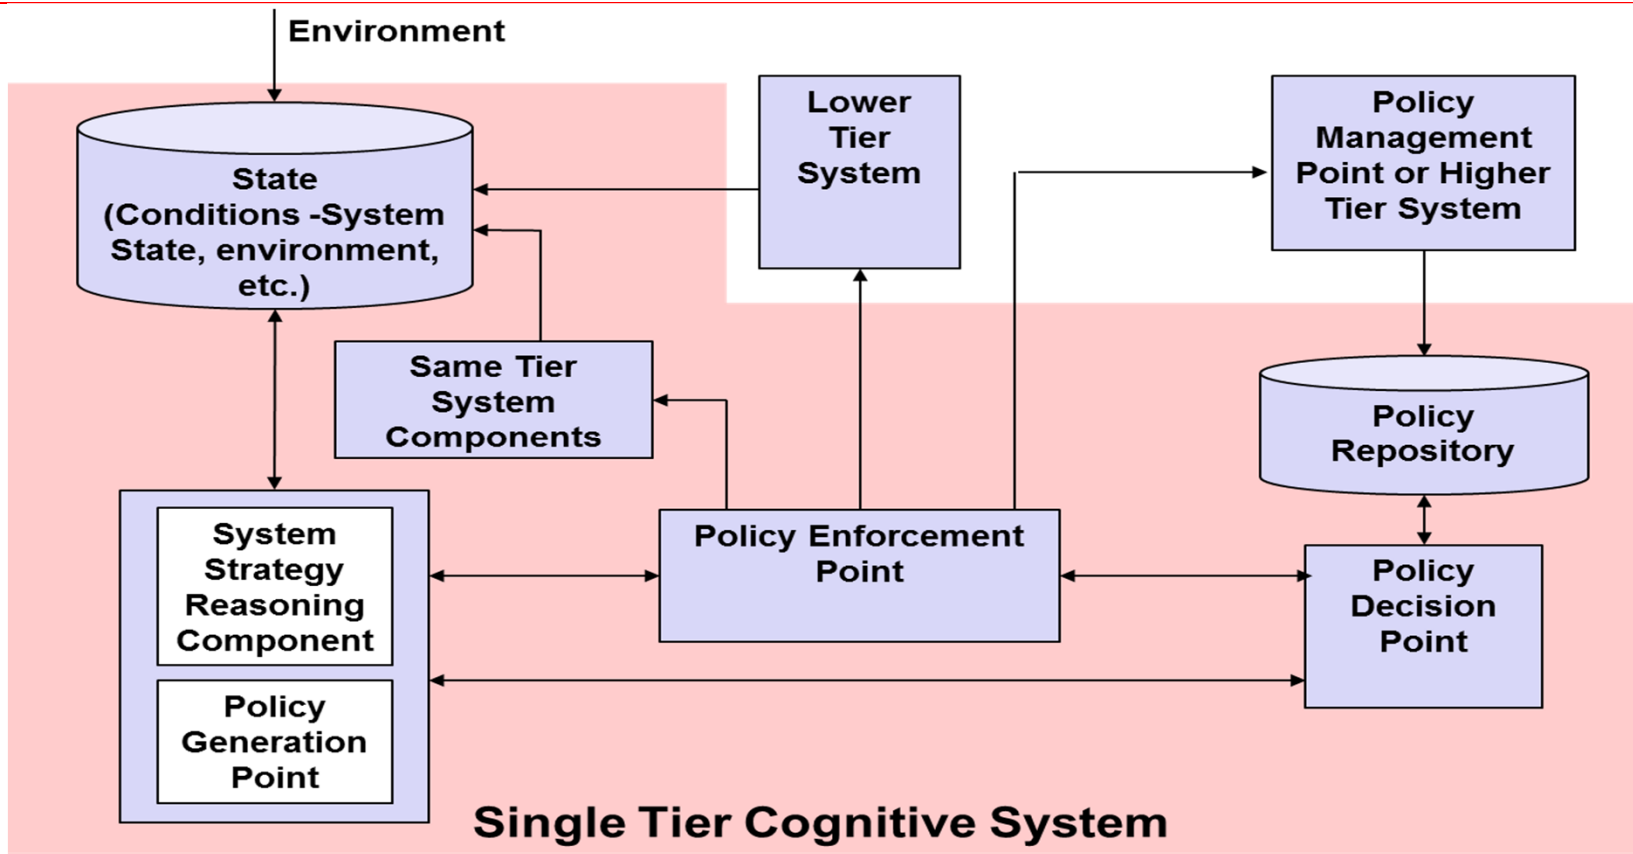 Environment
Lower
Tier
System
Policy
Management
Point or Higher
Tier System
State
(Conditions -System
State, environment,
etc.)
Same Tier
System
Components
Policy
Repository
System
Strategy
Reasoning
Component
Policy Enforcement
Point
Policy
Decision
Point
Policy
Generation
Point
Single Tier Cognitive System